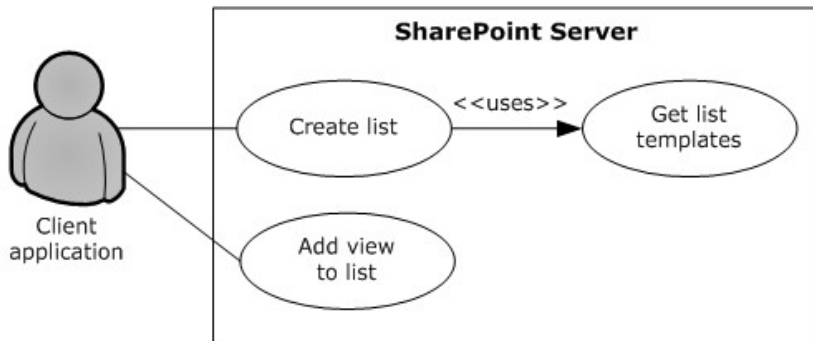 SharePoint Server
Create list
<<uses>>
Get list
templates
Client
application
Add view
to list